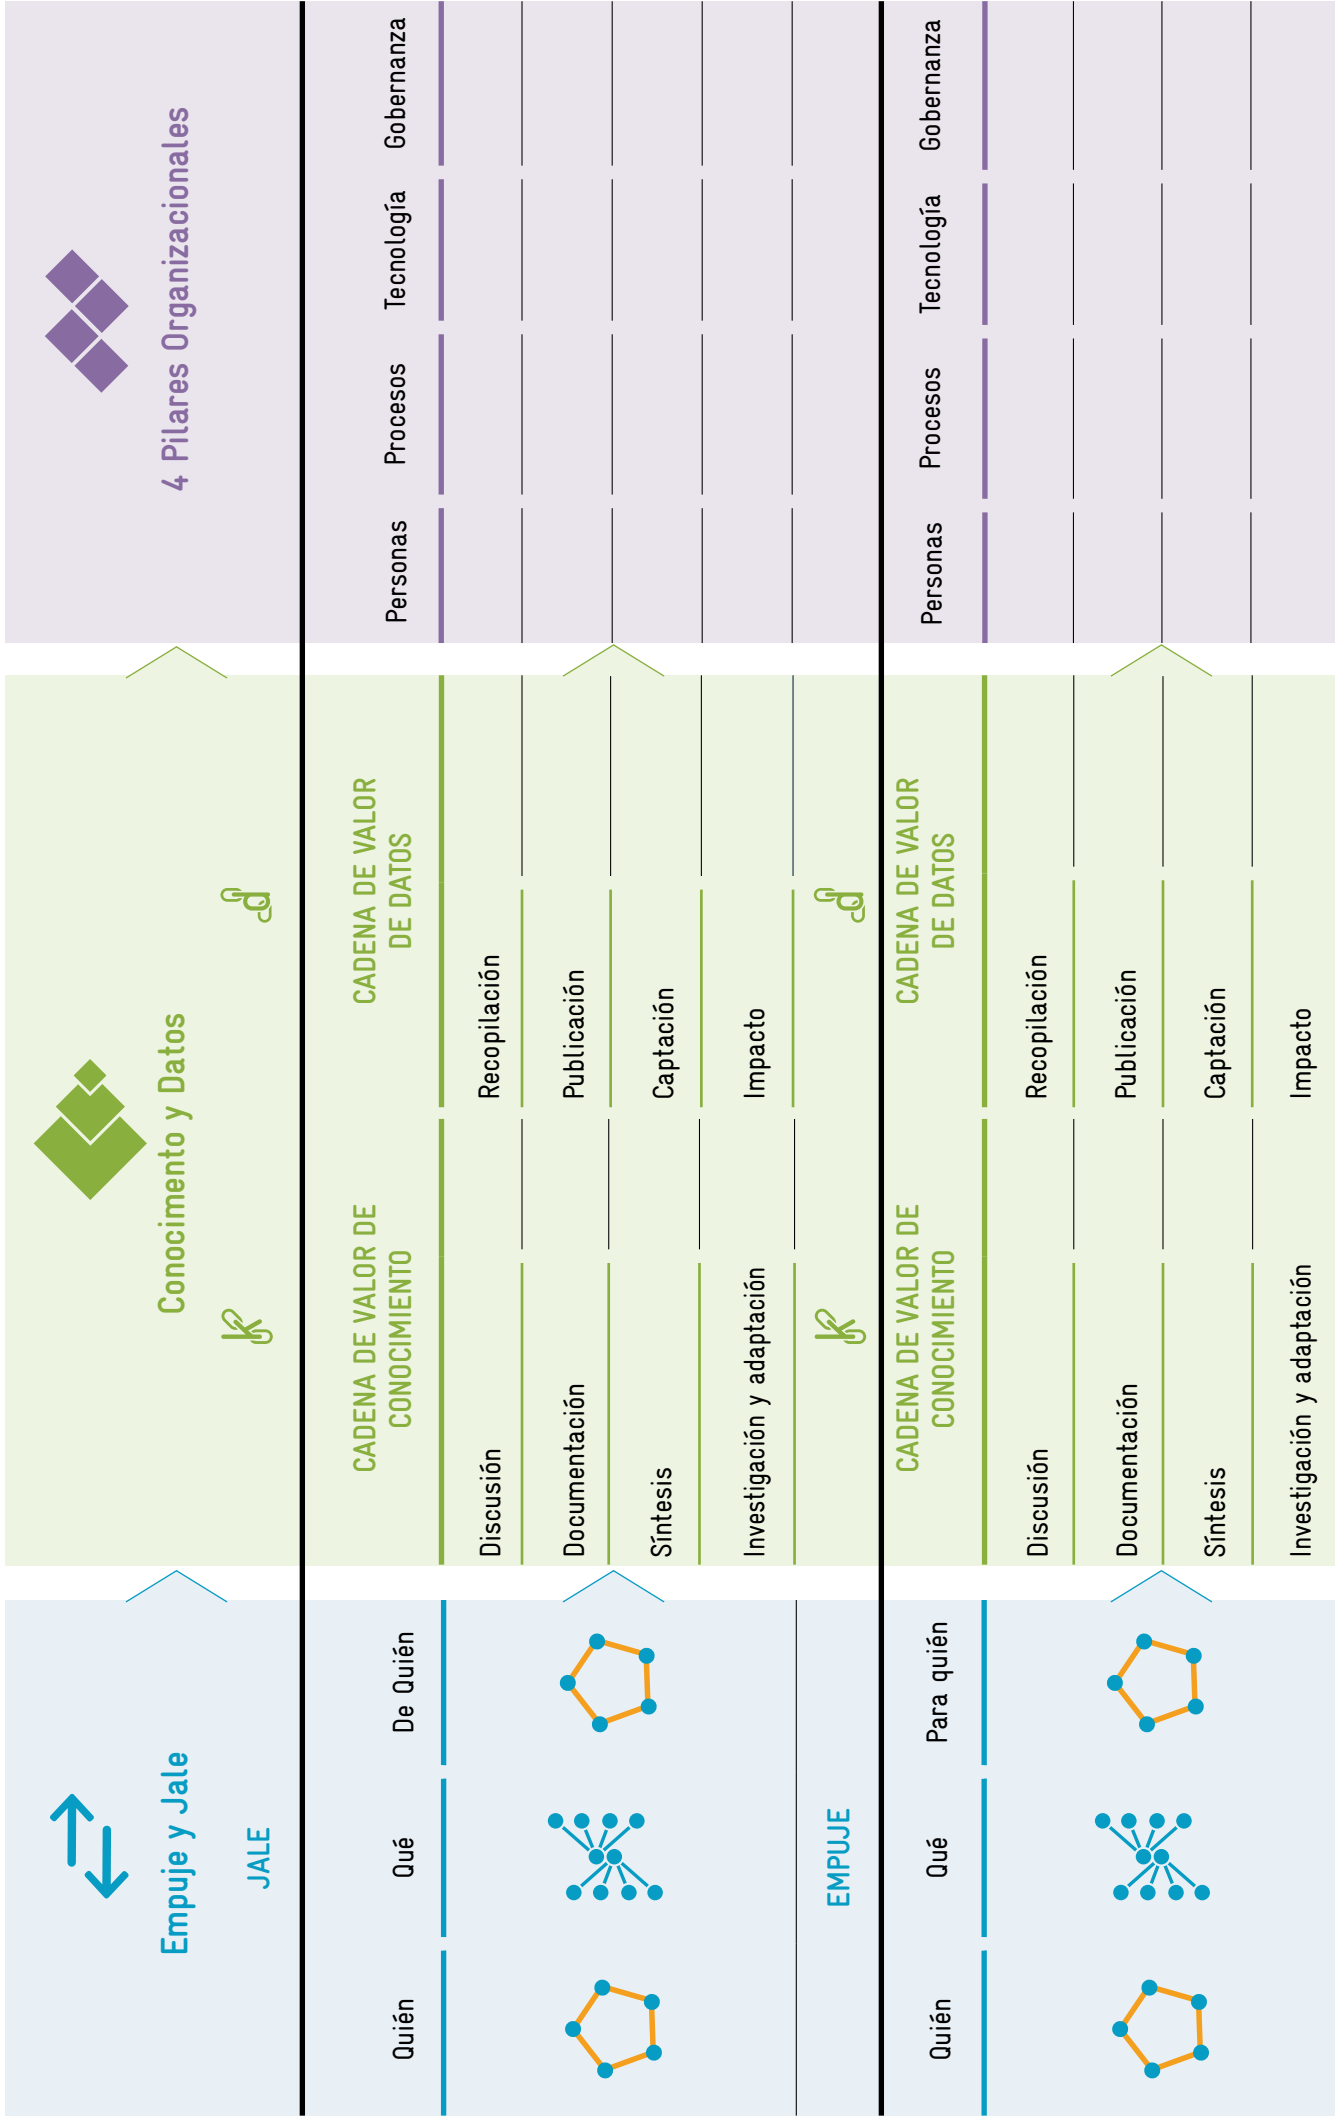 Empuje y Jale
Conocimento y Datos
4 Pilares Organizacionales
JALE
k
d
Quién
Qué
De Quién
CADENA DE VALOR DE
CONOCIMIENTO
CADENA DE VALOR
DE DATOS
Personas
Procesos
Tecnología
Gobernanza
Discusión
Recopilación
Documentación
Publicación
Síntesis
Captación
Investigación y adaptación
Impacto
EMPUJE
k
d
Quién
Qué
Para quién
CADENA DE VALOR DE
CONOCIMIENTO
CADENA DE VALOR
DE DATOS
Personas
Procesos
Tecnología
Gobernanza
Discusión
Recopilación
Documentación
Publicación
Síntesis
Captación
Investigación y adaptación
Impacto